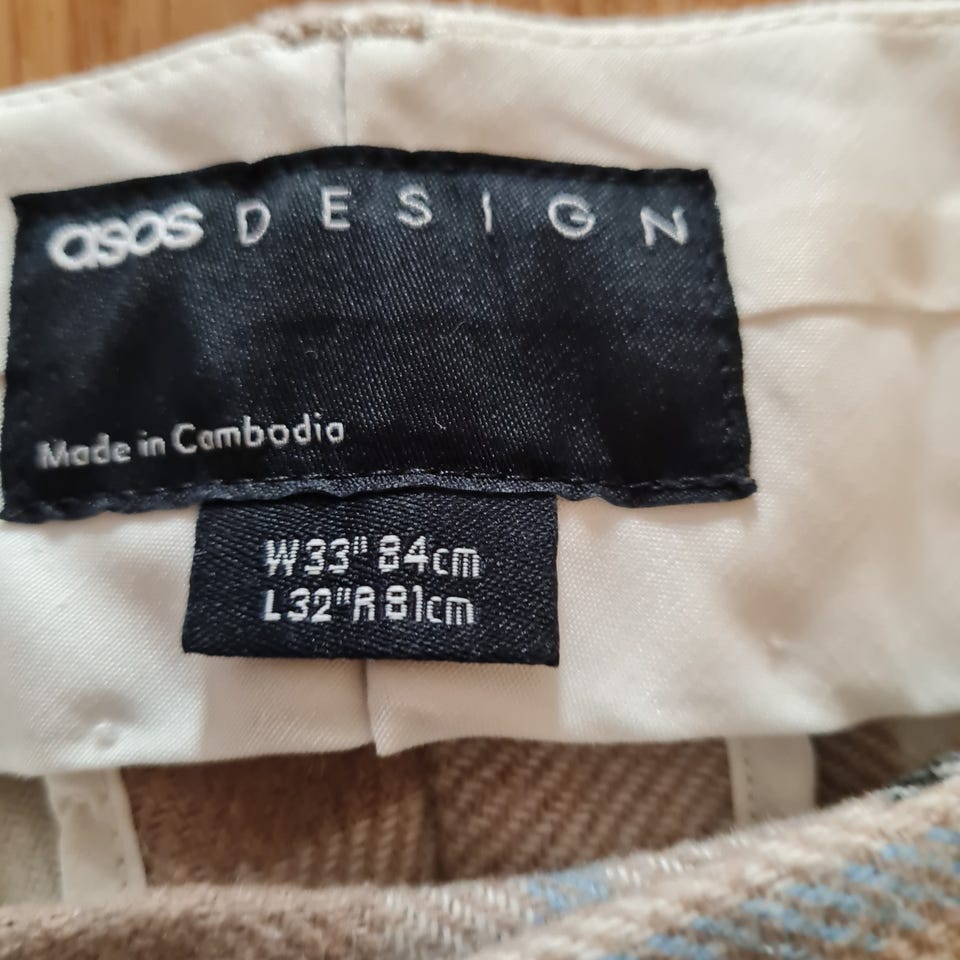 asos DESIGN
Made in Cambodia
W33" 84cm
L32"R 81cm